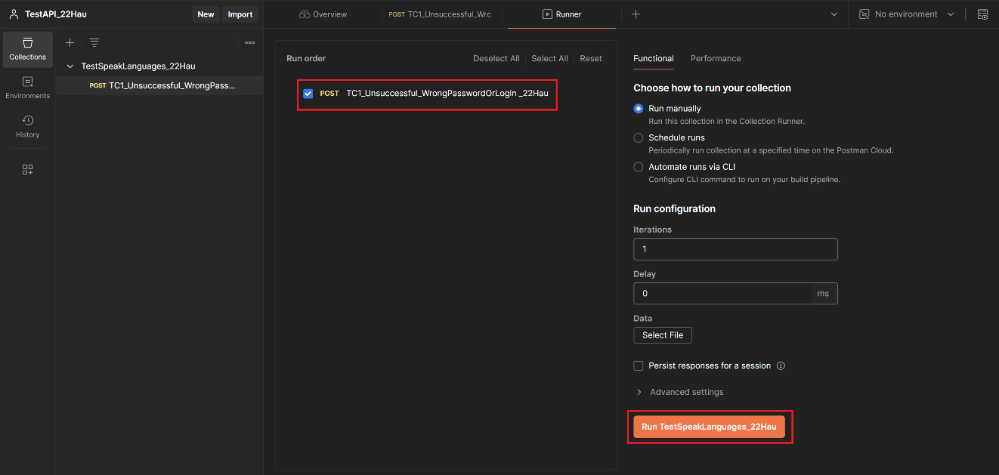 TestAPI_22Hau
New
Import
Overview
POST TC1_Unsuccessful_Wrc
Runner
No environment
Collections
Environments
History
TestSpeakLanguages_22Hau
POST TC1_Unsuccessful_WrongPass...
Run order
Deselect All
Select All
Reset
POST TC1_Unsuccessful_WrongPasswordOrLogin _22Hau
Functional
Performance
Choose how to run your collection
Run manually
Run this collection in the Collection Runner.
Schedule runs
Periodically run collection at a specified time on the Postman Cloud.
Automate runs via CLI
Configure CLI command to run on your build pipeline.
Run configuration
Iterations
1
Delay
0 ms
Data
Select File
Persist responses for a session
Advanced settings
Run TestSpeakLanguages_22Hau